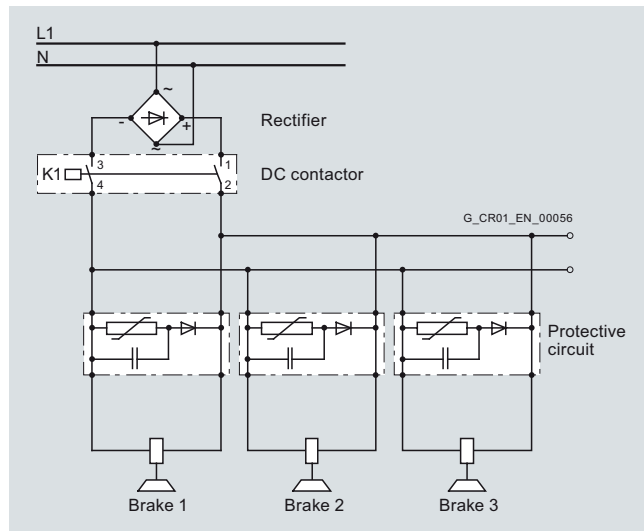 L1
N
~
- +
~
Rectifier
3 1
K1
4 2
DC contactor
G_CR01_EN_00056
Protective
circuit
Brake 1 Brake 2 Brake 3